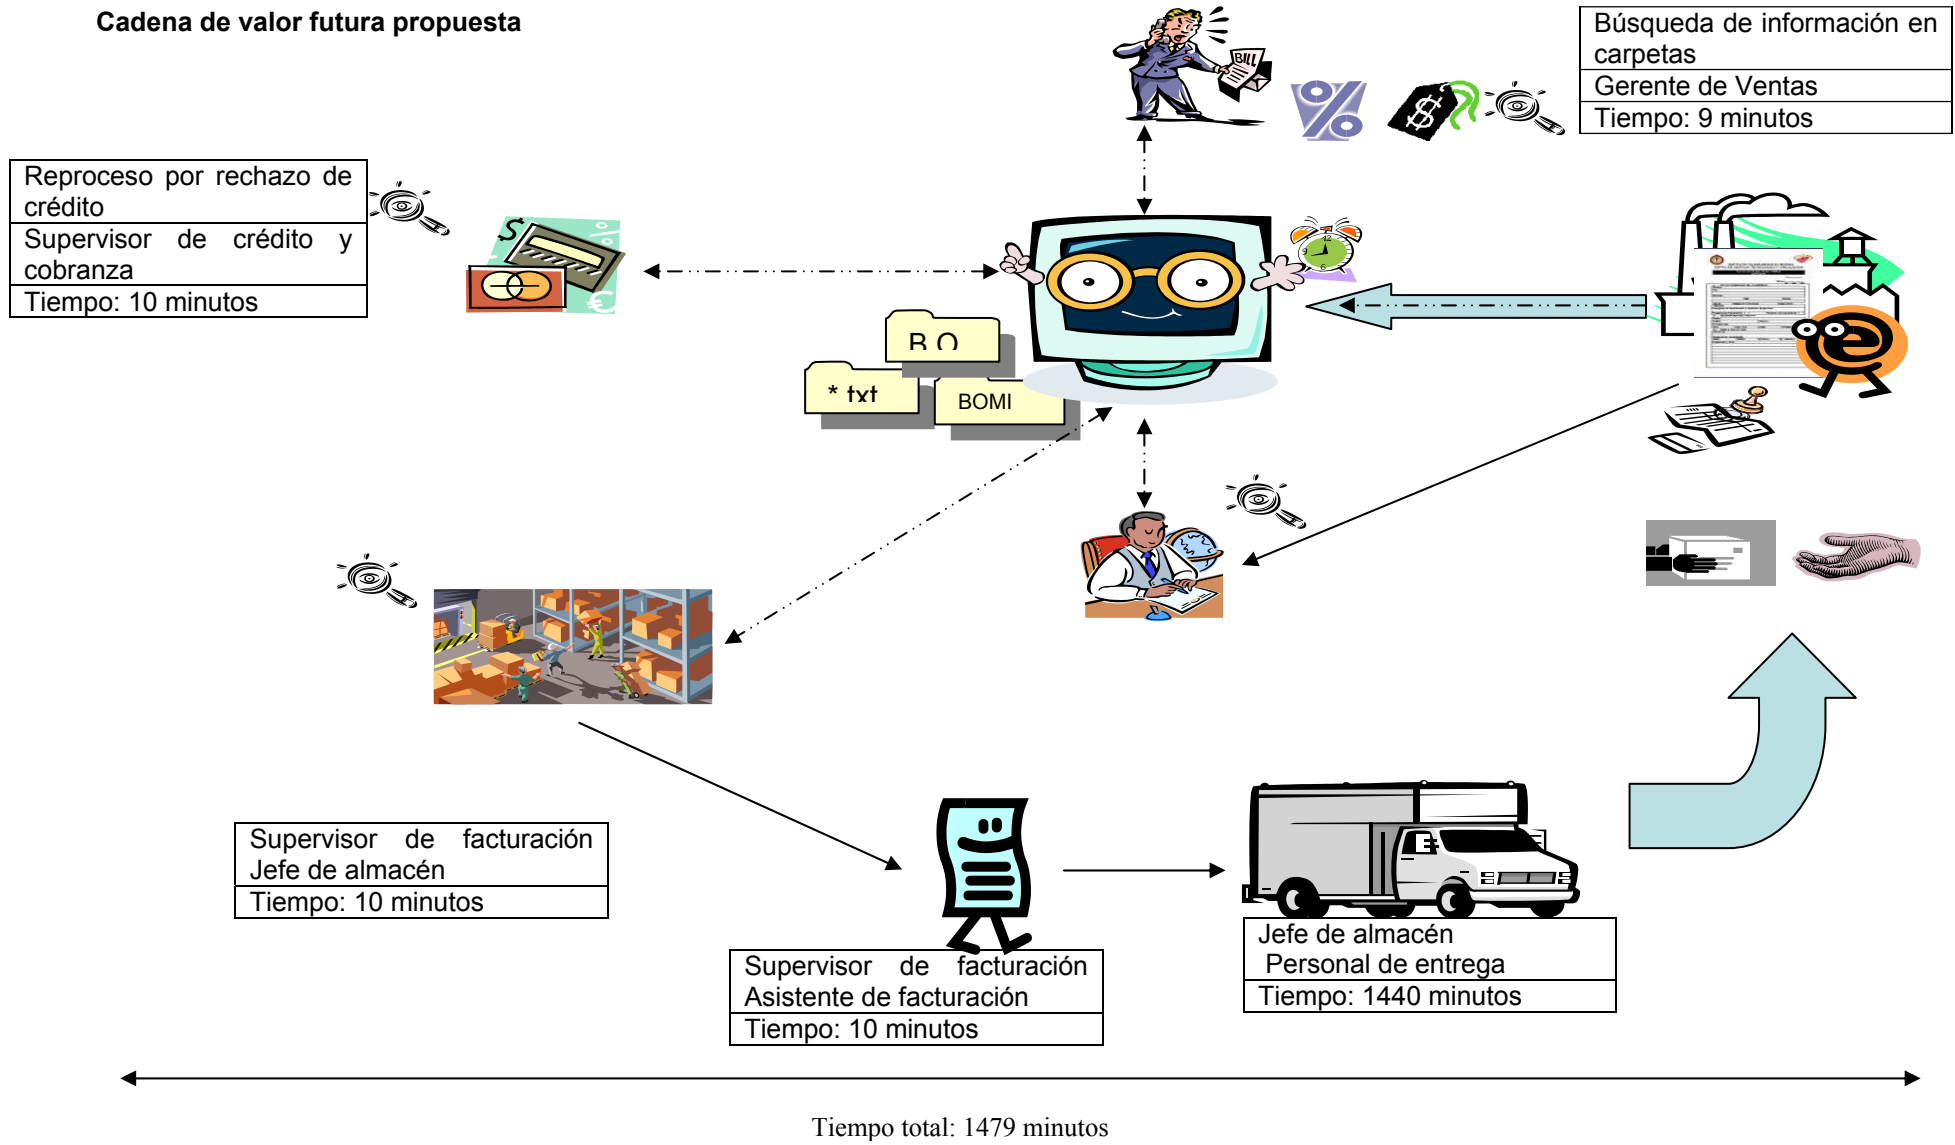 Cadena de valor futura propuesta
BILL
Búsqueda de información en
carpetas
Gerente de Ventas
Tiempo: 9 minutos
Reproceso por rechazo de
crédito
Supervisor de crédito y
cobranza
Tiempo: 10 minutos
B.O
* txt
BOMI
Supervisor de facturación
Jefe de almacén
Tiempo: 10 minutos
Supervisor de facturación
Asistente de facturación
Tiempo: 10 minutos
Jefe de almacén
Personal de entrega
Tiempo: 1440 minutos
Tiempo total: 1479 minutos